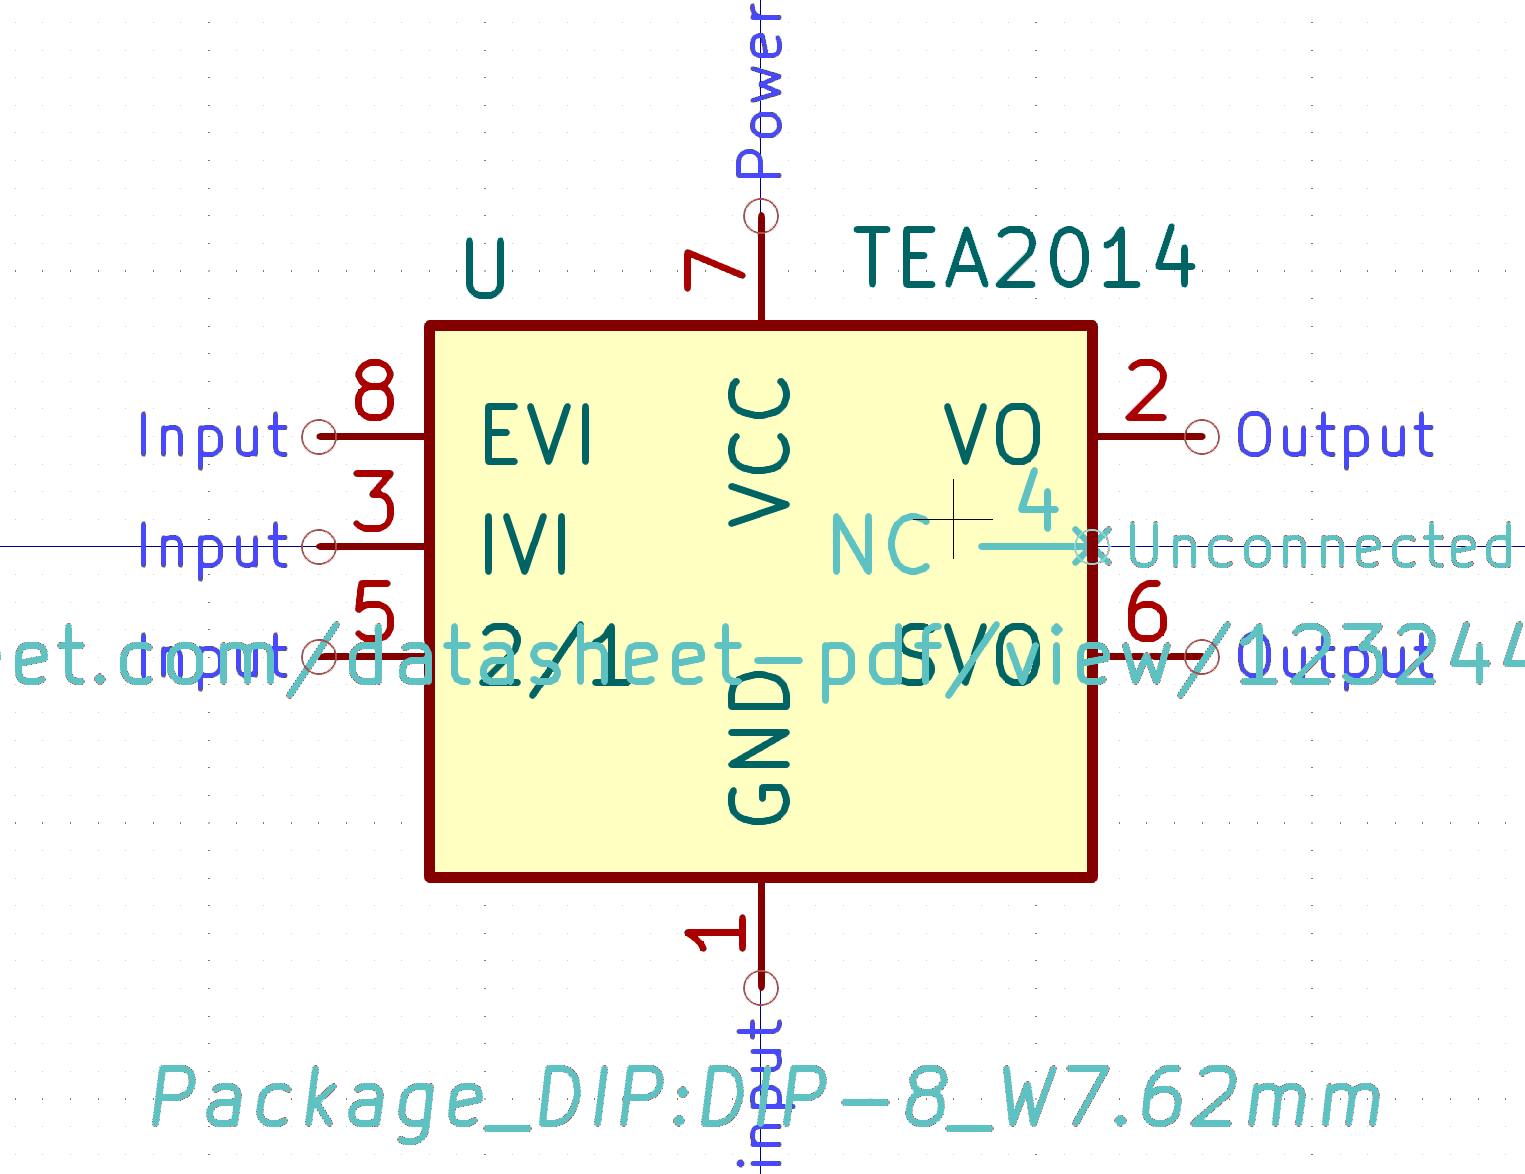 Power
7
U
TEA2014
8
EVI
VCC
VO
2
Input
Output
3
IVI
NC
4
Input
Unconnected
5
2/1
SVO
6
Input
Output
et.com/datasheet-pdf/view/123244
GND
1
input
Package_DIP:DIP-8_W7.62mm